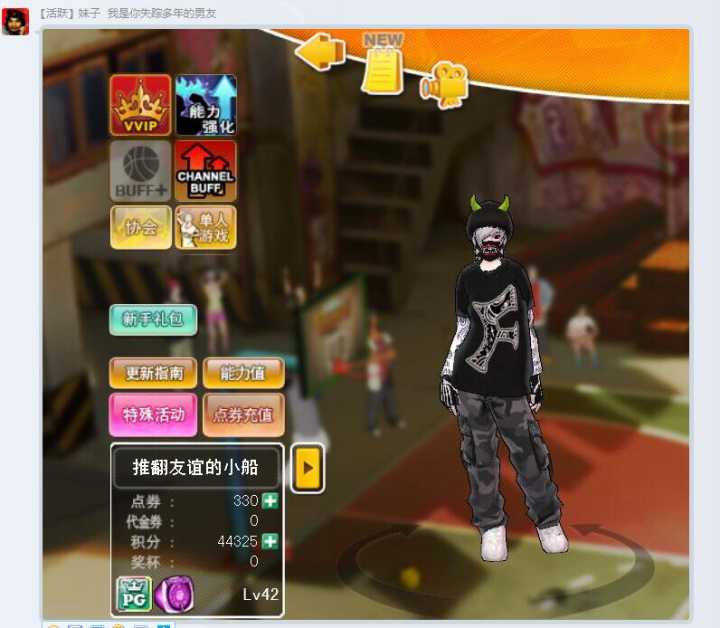 【活跃】妹子 我是你失踪多年的男友
NEW
VVIP
能力
强化
BUFF+
CHANNEL
BUFF
协会
单人
游戏
新手礼包
更新指南
能力值
特殊活动
点券充值
推翻友谊的小船
点券 : 330
代金券 : 0
积分 : 44325
奖杯 : 0
PG
Lv42